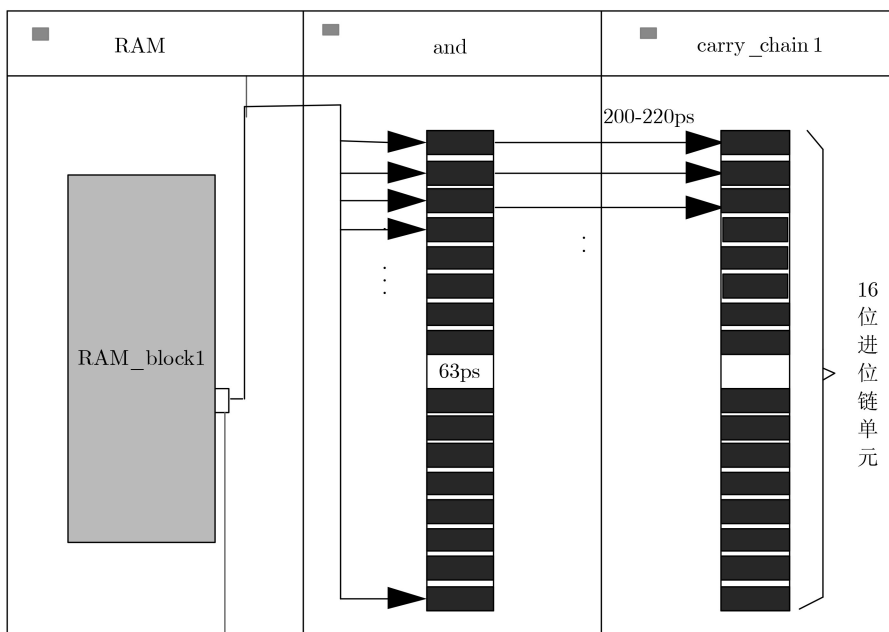 RAM
and
carry_chain 1
200-220ps
RAM_block1
63ps
16
位
进
位
链
单
元